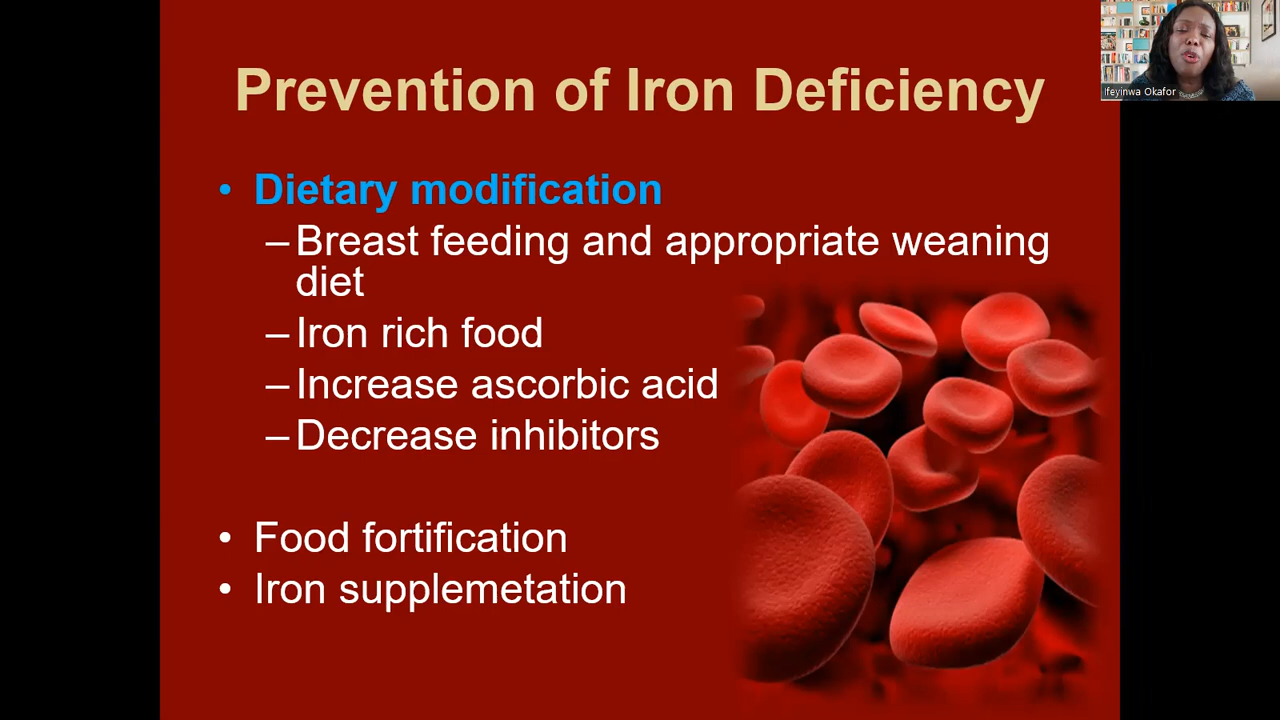 Prevention of Iron Deficiency
• Dietary modification
– Breast feeding and appropriate weaning
diet
– Iron rich food
– Increase ascorbic acid
– Decrease inhibitors
• Food fortification
• Iron supplemetation
Ifeyinwa Okafor